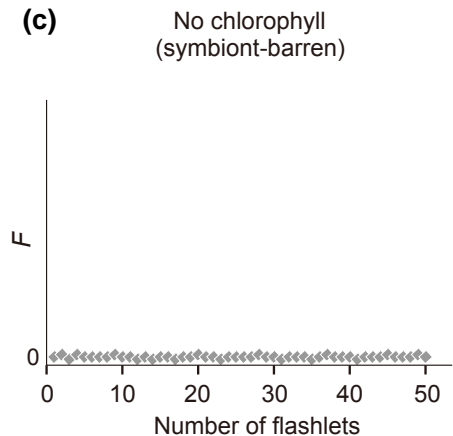 (c)
No chlorophyll
(symbiont-barren)
F
0
0 10 20 30 40 50
Number of flashlets